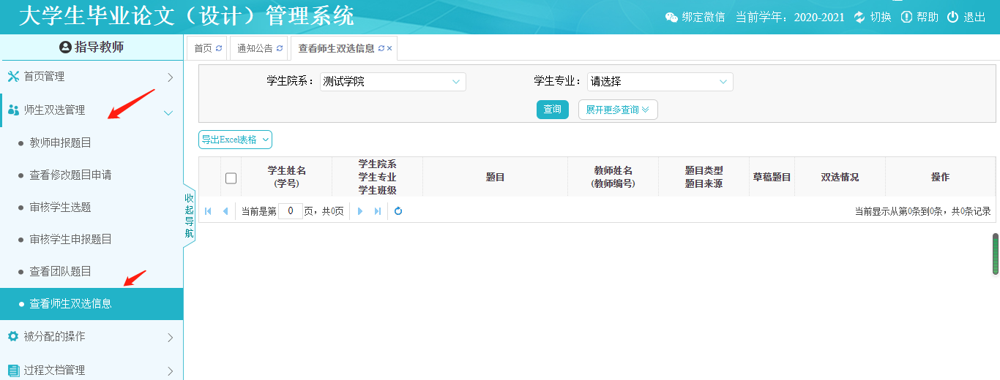 大学生毕业论文（设计）管理系统
绑定微信 当前学年：2020-2021 切换 帮助 退出
指导教师
首页管理
师生双选管理
教师申报题目
查看修改题目申请
审核学生选题
审核学生申报题目
查看团队题目
查看师生双选信息
被分配的操作
过程文档管理
收起导航
首页 通知公告 查看师生双选信息
学生院系： 测试学院 学生专业： 请选择
查询 展开更多查询
导出Excel表格
学生姓名
(学号)
学生院系
学生专业
学生班级
题目
教师姓名
(教师编号)
题目类型
题目来源
草稿题目
双选情况
操作
当前是第 0 页，共0页
当前显示从第0条到0条，共0条记录